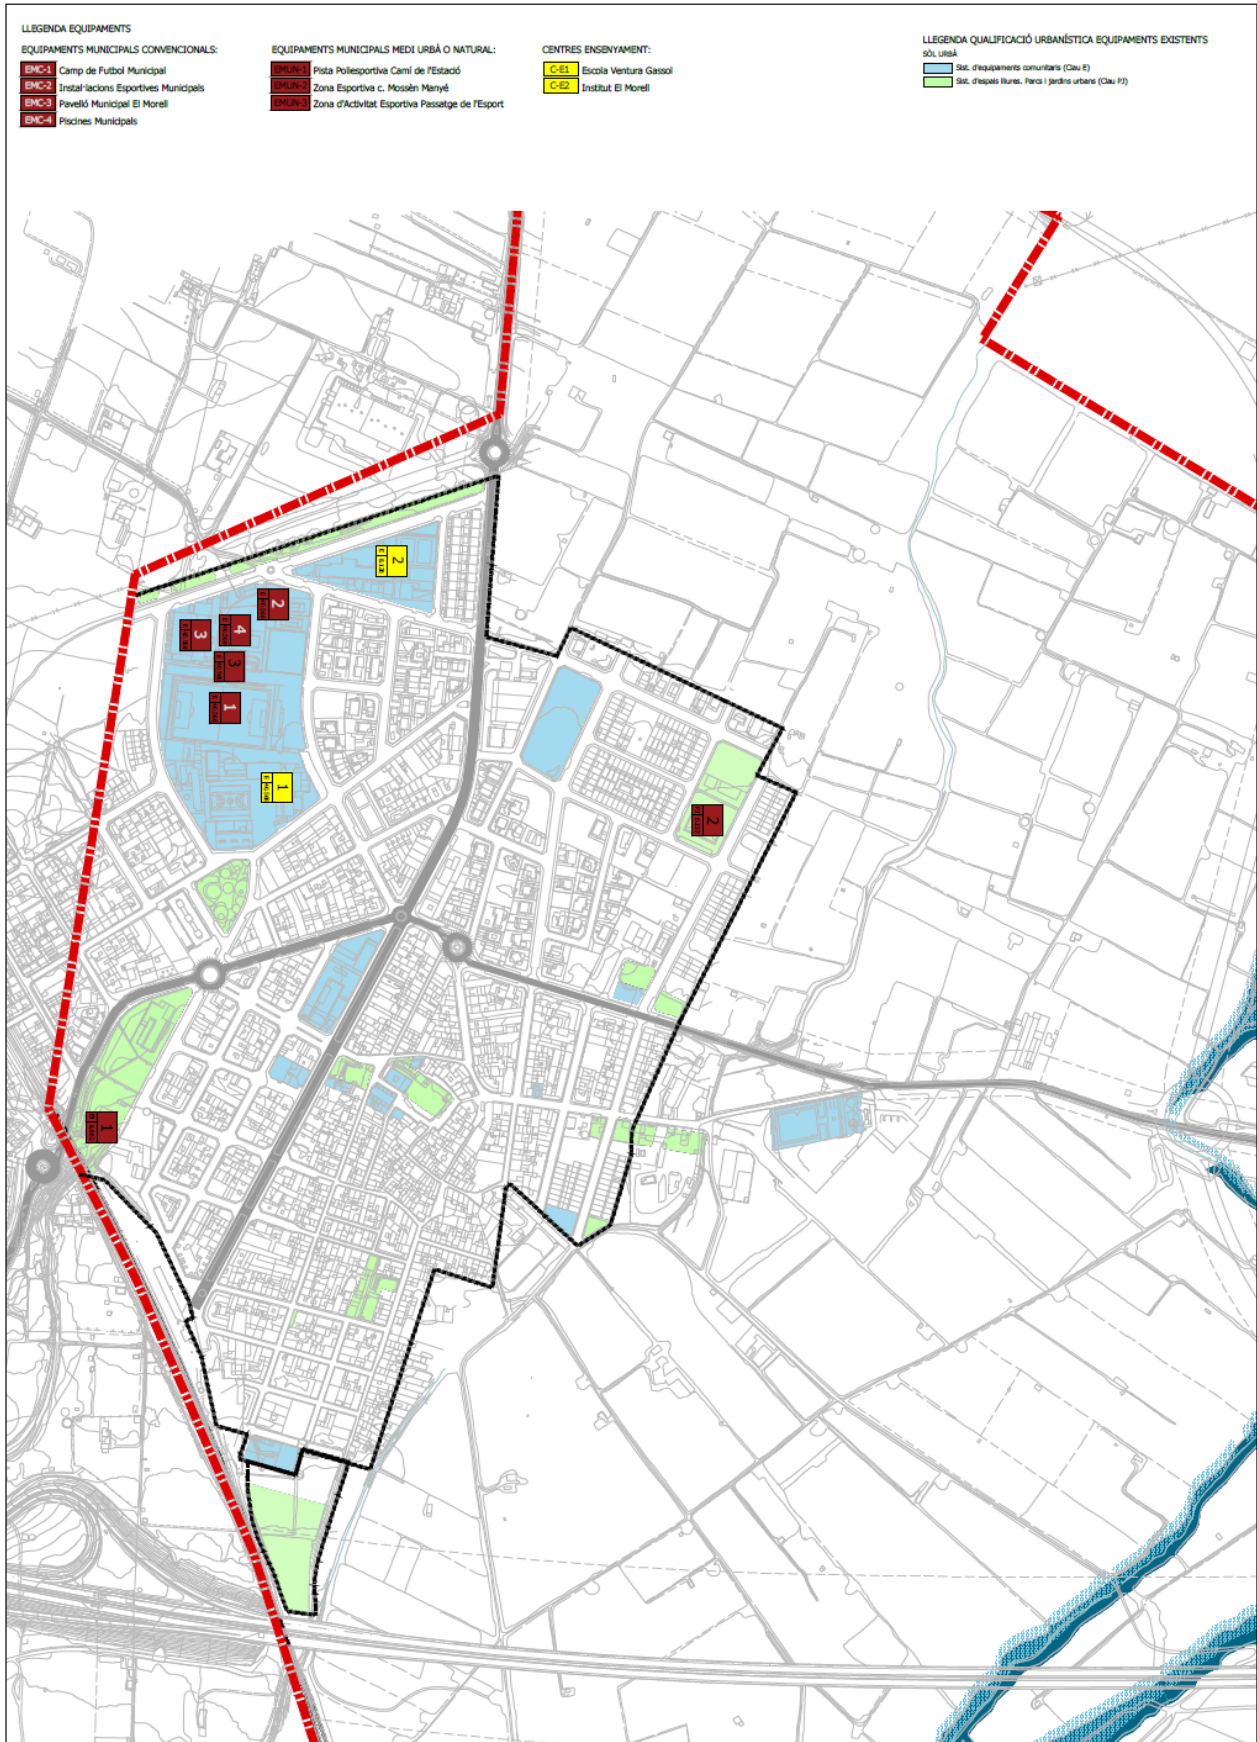 LLEGENDA EQUIPAMENTS
EQUIPAMENTS MUNICIPALS CONVENCIONALS:
EMC-1 Camp de Futbol Municipal
EMC-2 Instal·lacions Esportives Municipals
EMC-3 Pavelló Municipal El Morell
EMC-4 Piscines Municipals
EQUIPAMENTS MUNICIPALS MEDI URBÀ O NATURAL:
EMUN-1 Pista Poliesportiva Camí de l'Estació
EMUN-2 Zona Esportiva c. Mossèn Manyé
EMUN-3 Zona d'Activitat Esportiva Passatge de l'Esport
CENTRES ENSENYAMENT:
C-E1 Escola Ventura Gassol
C-E2 Institut El Morell
LLEGENDA QUALIFICACIÓ URBANÍSTICA EQUIPAMENTS EXISTENTS
SÒL URBÀ
Sist. d'equipaments comunitaris (Clau E)
Sist. d'espais lliures. Parcs i jardins urbans (Clau PJ)
2
2
4
3
3
1
1
2
1